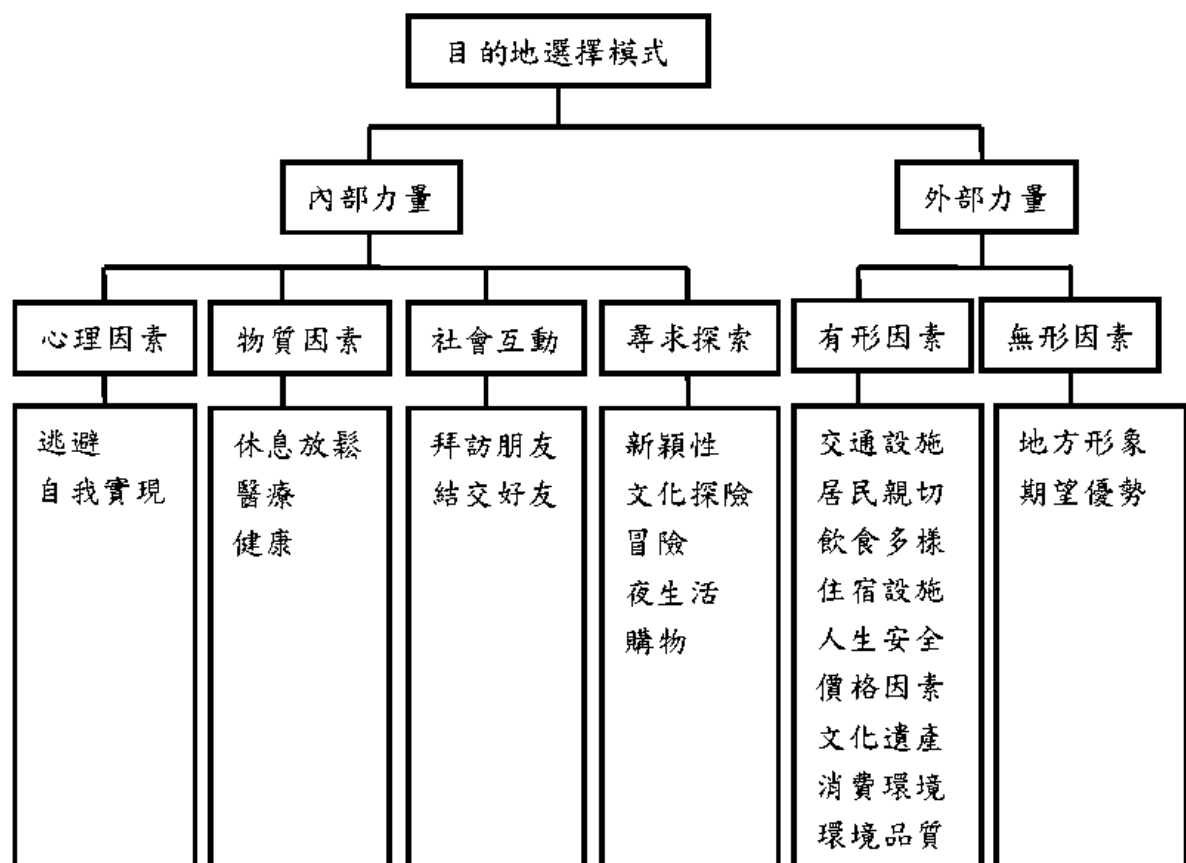 目的地選擇模式
內部力量
外部力量
心理因素
物質因素
社會互動
尋求探索
有形因素
無形因素
逃避
自我實現
休息放鬆
醫療
健康
拜訪朋友
結交好友
新穎性
文化探險
冒險
夜生活
購物
交通設施
居民親切
飲食多樣
住宿設施
人生安全
價格因素
文化遺產
消費環境
環境品質
地方形象
期望優勢